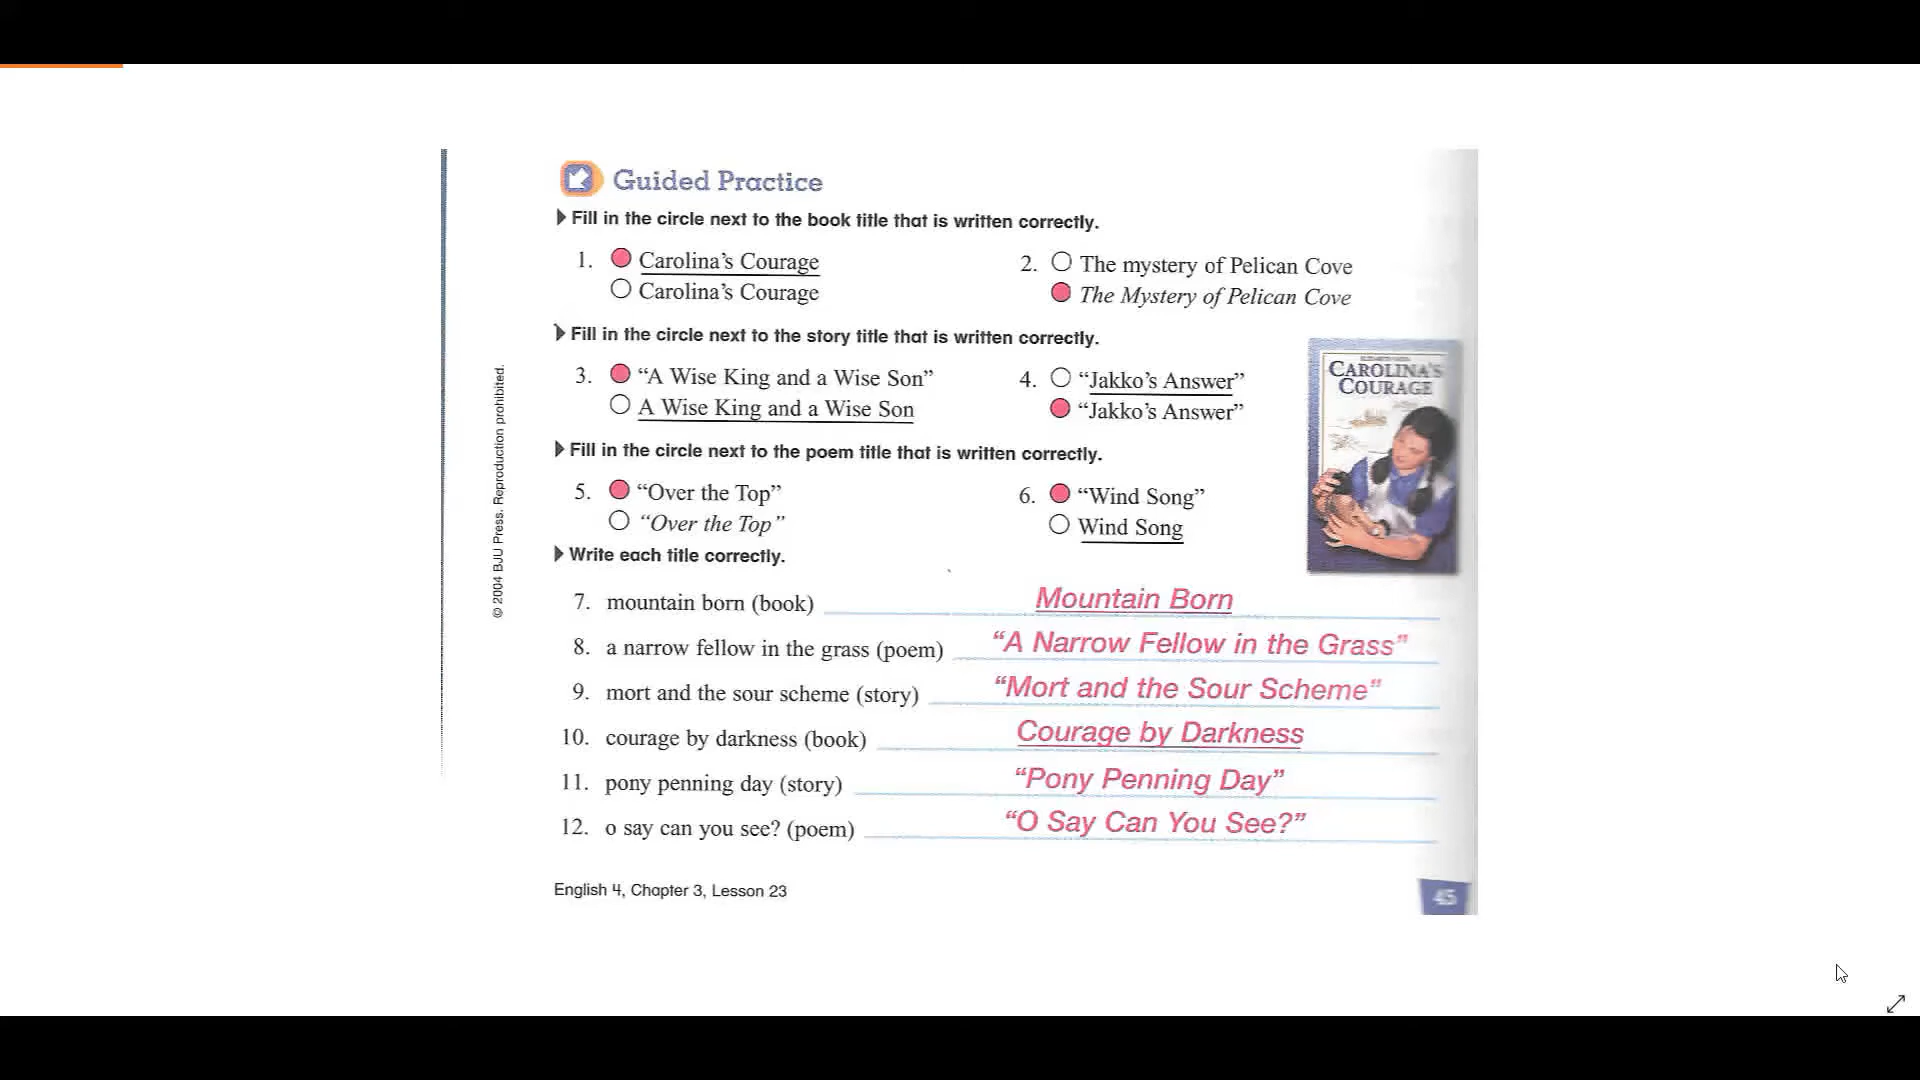 Guided Practice
Fill in the circle next to the book title that is written correctly.
1. Carolina's Courage
Carolina's Courage
2. The mystery of Pelican Cove
The Mystery of Pelican Cove
Fill in the circle next to the story title that is written correctly.
3. “A Wise King and a Wise Son”
A Wise King and a Wise Son
4. “Jakko's Answer”
“Jakko's Answer”
Fill in the circle next to the poem title that is written correctly.
5. “Over the Top”
“Over the Top”
6. “Wind Song”
Wind Song
CAROLINA'S
COURAGE
Write each title correctly.
7. mountain born (book) Mountain Born
8. a narrow fellow in the grass (poem) “A Narrow Fellow in the Grass”
9. mort and the sour scheme (story) “Mort and the Sour Scheme”
10. courage by darkness (book) Courage by Darkness
11. pony penning day (story) “Pony Penning Day”
12. o say can you see? (poem) “O Say Can You See?”
© 2004 BJU Press. Reproduction prohibited.
English 4, Chapter 3, Lesson 23
45